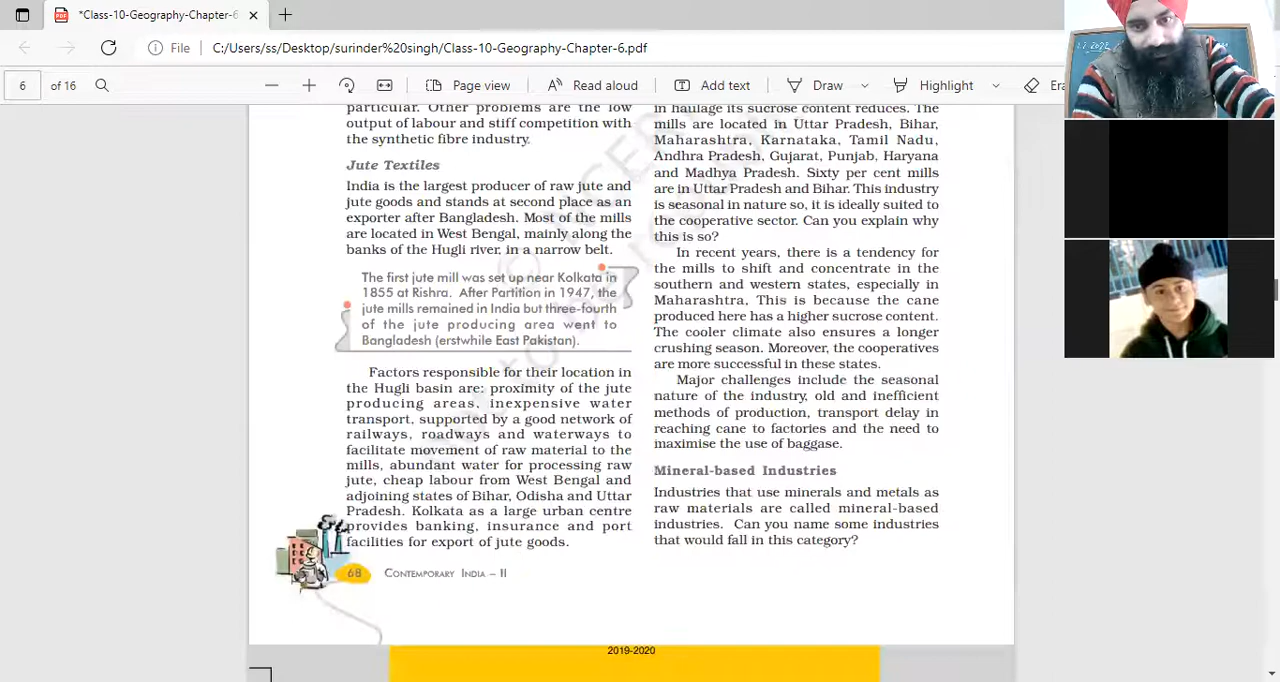 *Class-10-Geography-Chapter-6
File
C:/Users/ss/Desktop/surinder%20singh/Class-10-Geography-Chapter-6.pdf
6 of 16
Page view
Read aloud
Add text
Draw
Highlight
particular. Other problems are the low
output of labour and stiff competition with
the synthetic fibre industry.
Jute Textiles
India is the largest producer of raw jute and
jute goods and stands at second place as an
exporter after Bangladesh. Most of the mills
are located in West Bengal, mainly along the
banks of the Hugli river, in a narrow belt.
The first jute mill was set up near Kolkata in
1855 at Rishra. After Partition in 1947, the
jute mills remained in India but three-fourth
of the jute producing area went to
Bangladesh (erstwhile East Pakistan).
Factors responsible for their location in
the Hugli basin are: proximity of the jute
producing areas, inexpensive water
transport, supported by a good network of
railways, roadways and waterways to
facilitate movement of raw material to the
mills, abundant water for processing raw
jute, cheap labour from West Bengal and
adjoining states of Bihar, Odisha and Uttar
Pradesh. Kolkata as a large urban centre
provides banking, insurance and port
facilities for export of jute goods.
68 CONTEMPORARY INDIA – II
in haulage its sucrose content reduces. The
mills are located in Uttar Pradesh, Bihar,
Maharashtra, Karnataka, Tamil Nadu,
Andhra Pradesh, Gujarat, Punjab, Haryana
and Madhya Pradesh. Sixty per cent mills
are in Uttar Pradesh and Bihar. This industry
is seasonal in nature so, it is ideally suited to
the cooperative sector. Can you explain why
this is so?
In recent years, there is a tendency for
the mills to shift and concentrate in the
southern and western states, especially in
Maharashtra, This is because the cane
produced here has a higher sucrose content.
The cooler climate also ensures a longer
crushing season. Moreover, the cooperatives
are more successful in these states.
Major challenges include the seasonal
nature of the industry, old and inefficient
methods of production, transport delay in
reaching cane to factories and the need to
maximise the use of baggase.
Mineral-based Industries
Industries that use minerals and metals as
raw materials are called mineral-based
industries. Can you name some industries
that would fall in this category?
2019-2020